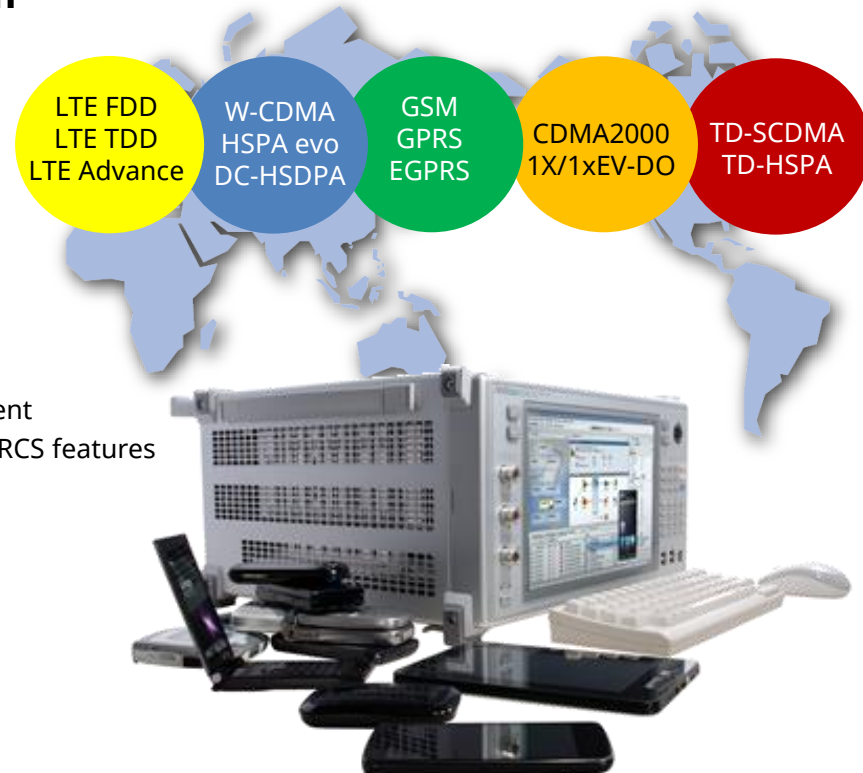 LTE FDD
LTE TDD
LTE Advance
W-CDMA
HSPA evo
DC-HSDPA
GSM
GPRS
EGPRS
CDMA2000
1X/1xEV-DO
TD-SCDMA
TD-HSPA
ent
RCS features